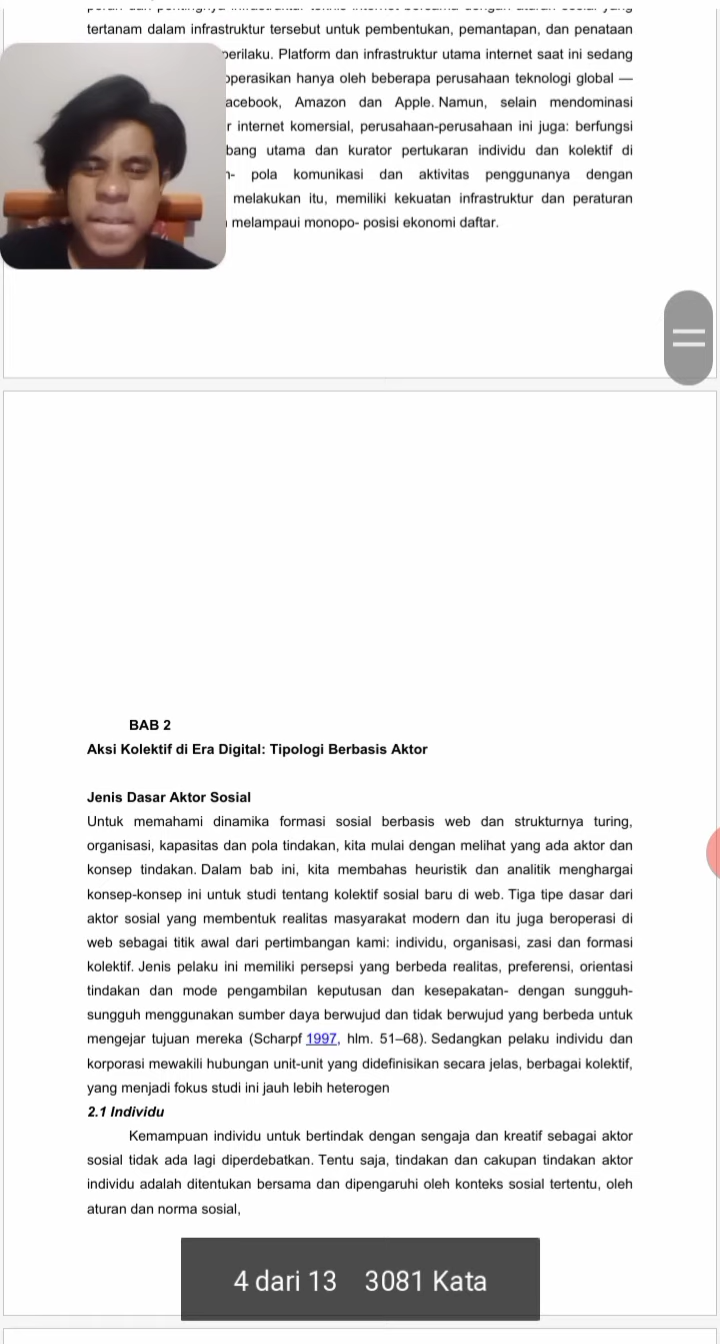 tertanam dalam infrastruktur tersebut untuk pembentukan, pemantapan, dan penataan
perilaku. Platform dan infrastruktur utama internet saat ini sedang
operasikan hanya oleh beberapa perusahaan teknologi global —
acebook, Amazon dan Apple. Namun, selain mendominasi
r internet komersial, perusahaan-perusahaan ini juga: berfungsi
bang utama dan kurator pertukaran individu dan kolektif di
n- pola komunikasi dan aktivitas penggunanya dengan
melakukan itu, memiliki kekuatan infrastruktur dan peraturan
melampaui monopo- posisi ekonomi daftar.
BAB 2
Aksi Kolektif di Era Digital: Tipologi Berbasis Aktor
Jenis Dasar Aktor Sosial
Untuk memahami dinamika formasi sosial berbasis web dan strukturnya turing,
organisasi, kapasitas dan pola tindakan, kita mulai dengan melihat yang ada aktor dan
konsep tindakan. Dalam bab ini, kita membahas heuristik dan analitik menghargai
konsep-konsep ini untuk studi tentang kolektif sosial baru di web. Tiga tipe dasar dari
aktor sosial yang membentuk realitas masyarakat modern dan itu juga beroperasi di
web sebagai titik awal dari pertimbangan kami: individu, organisasi, zasi dan formasi
kolektif. Jenis pelaku ini memiliki persepsi yang berbeda realitas, preferensi, orientasi
tindakan dan mode pengambilan keputusan dan kesepakatan- dengan sungguh-
sungguh menggunakan sumber daya berwujud dan tidak berwujud yang berbeda untuk
mengejar tujuan mereka (Scharpf 1997, hlm. 51–68). Sedangkan pelaku individu dan
korporasi mewakili hubungan unit-unit yang didefinisikan secara jelas, berbagai kolektif,
yang menjadi fokus studi ini jauh lebih heterogen
2.1 Individu
Kemampuan individu untuk bertindak dengan sengaja dan kreatif sebagai aktor
sosial tidak ada lagi diperdebatkan. Tentu saja, tindakan dan cakupan tindakan aktor
individu adalah ditentukan bersama dan dipengaruhi oleh konteks sosial tertentu, oleh
aturan dan norma sosial,
4 dari 13 3081 Kata